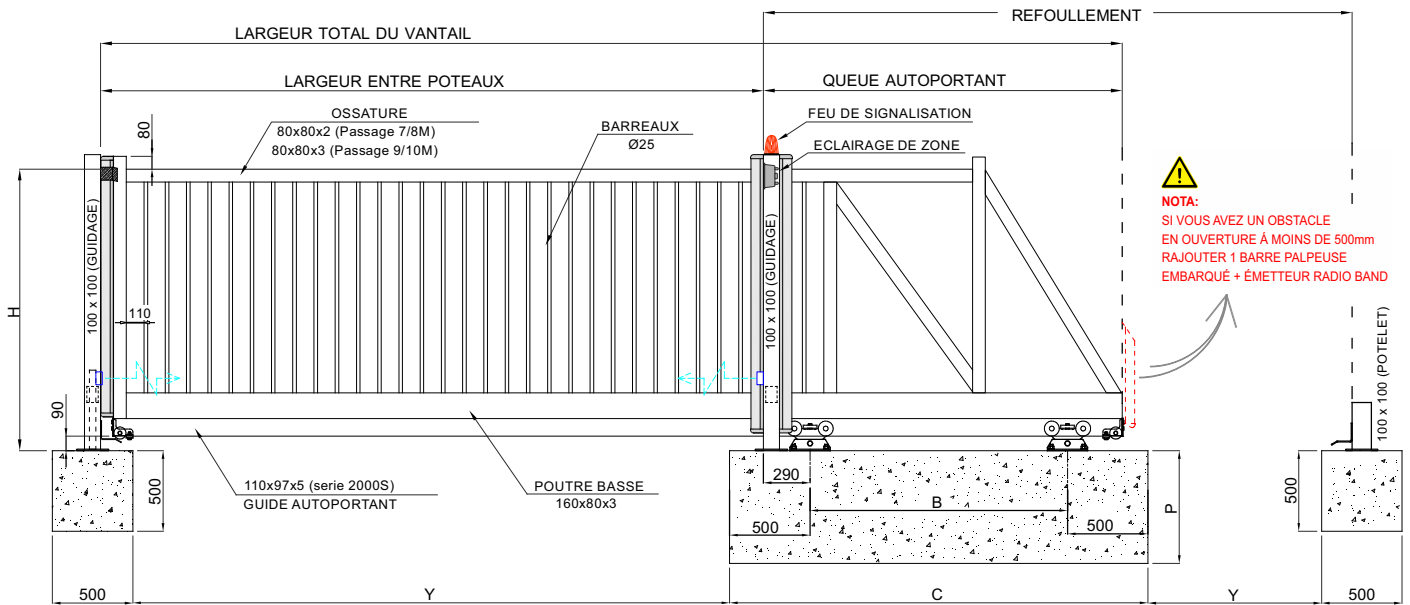 REFOULLEMENT
LARGEUR TOTAL DU VANTAIL
LARGEUR ENTRE POTEAUX
QUEUE AUTOPORTANT
OSSATURE
80x80x2 (Passage 7/8M)
80x80x3 (Passage 9/10M)
BARREAUX
Ø25
FEU DE SIGNALISATION
ECLAIRAGE DE ZONE
80
NOTA:
SI VOUS AVEZ UN OBSTACLE
EN OUVERTURE Á MOINS DE 500mm
RAJOUTER 1 BARRE PALPEUSE
EMBARQUÉ + ÉMETTEUR RADIO BAND
H
100 x 100 (GUIDAGE)
110
100 x 100 (GUIDAGE)
100 x 100 (POTELET)
90
500
110x97x5 (serie 2000S)
GUIDE AUTOPORTANT
POUTRE BASSE
160x80x3
290
B
500
500
P
500
500
Y
C
Y
500